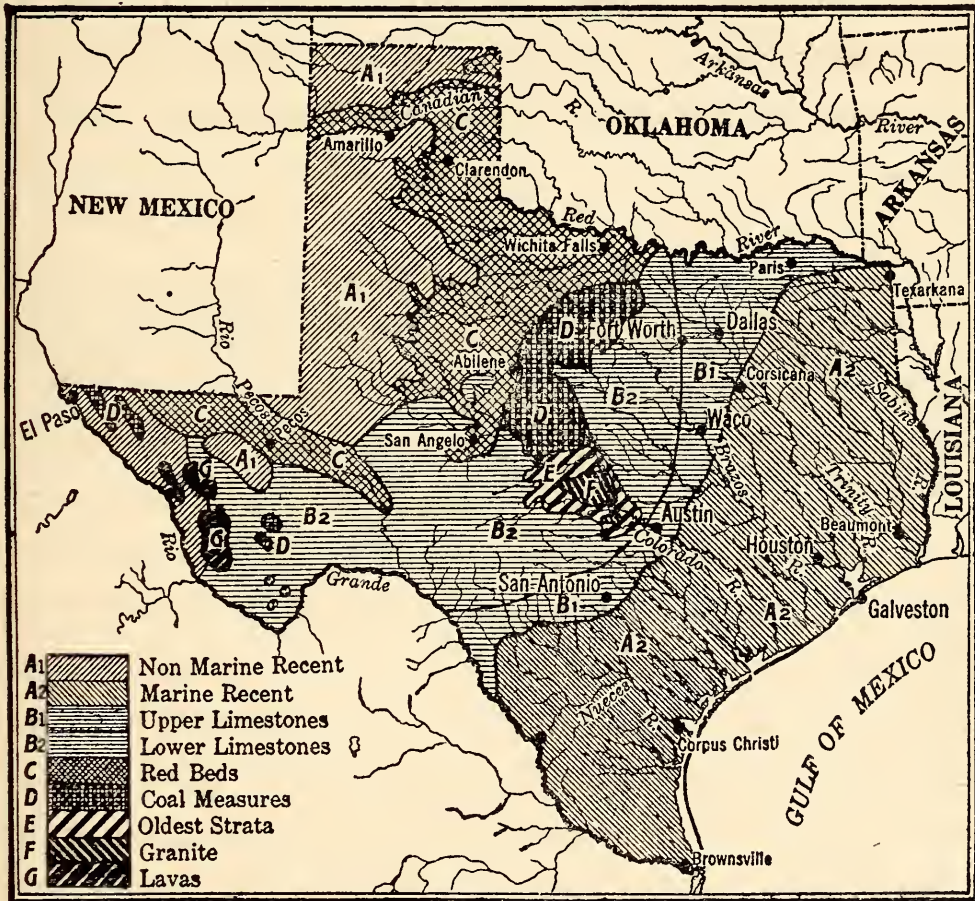 A1
Canadian
C
Amarillo
Clarendon
Arkansas
River
R.
OKLAHOMA
ARKANSAS
NEW MEXICO
Red
River
Wichita Falls
Paris
Texarkana
A1
Rio
Pecos
D
Fort Worth
Dallas
C
Abilene
B1
Corsicana
A2
Sabine
R.
LOUISIANA
El Paso
D
C
Pecos
B2
D
Waco
San Angelo
Brazos
R.
A1
C
G
E
F
Trinity
R.
B2
D
G
B2
Austin
Colorado
R.
Beaumont
Houston
Rio
Grande
San Antonio
B1
A2
A2
Galveston
Nueces
R.
Corpus Christi
GULF OF MEXICO
Brownsville
A1 Non Marine Recent
A2 Marine Recent
B1 Upper Limestones
B2 Lower Limestones
C Red Beds
D Coal Measures
E Oldest Strata
F Granite
G Lavas